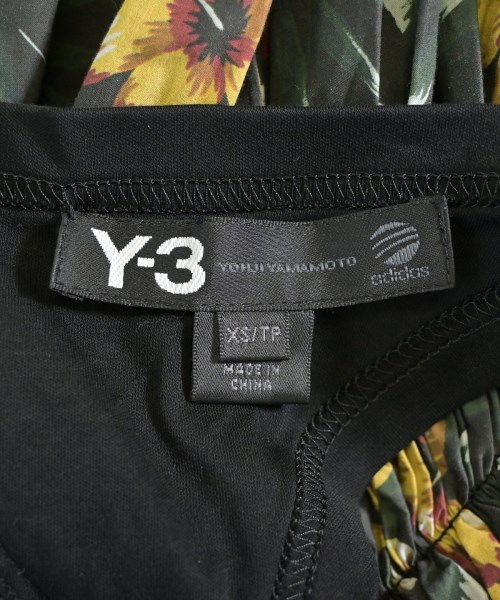 Y-3 YOHJI YAMAMOTO adidas
XS/TP
MADE IN
CHINA